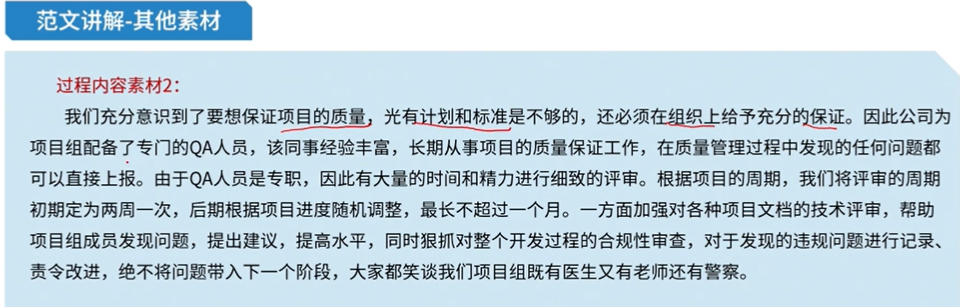 范文讲解-其他素材
过程内容素材2：
我们充分意识到了要想保证项目的质量，光有计划和标准是不够的，还必须在组织上给予充分的保证。因此公司为
项目组配备了专门的QA人员，该同事经验丰富，长期从事项目的质量保证工作，在质量管理过程中发现的任何问题都
可以直接上报。由于QA人员是专职，因此有大量的时间和精力进行细致的评审。根据项目的周期，我们将评审的周期
初期定为两周一次，后期根据项目进度随机调整，最长不超过一个月。一方面加强对各种项目文档的技术评审，帮助
项目组成员发现问题，提出建议，提高水平，同时狠抓对整个开发过程的合规性审查，对于发现的违规问题进行记录、
责令改进，绝不将问题带入下一个阶段，大家都笑谈我们项目组既有医生又有老师还有警察。